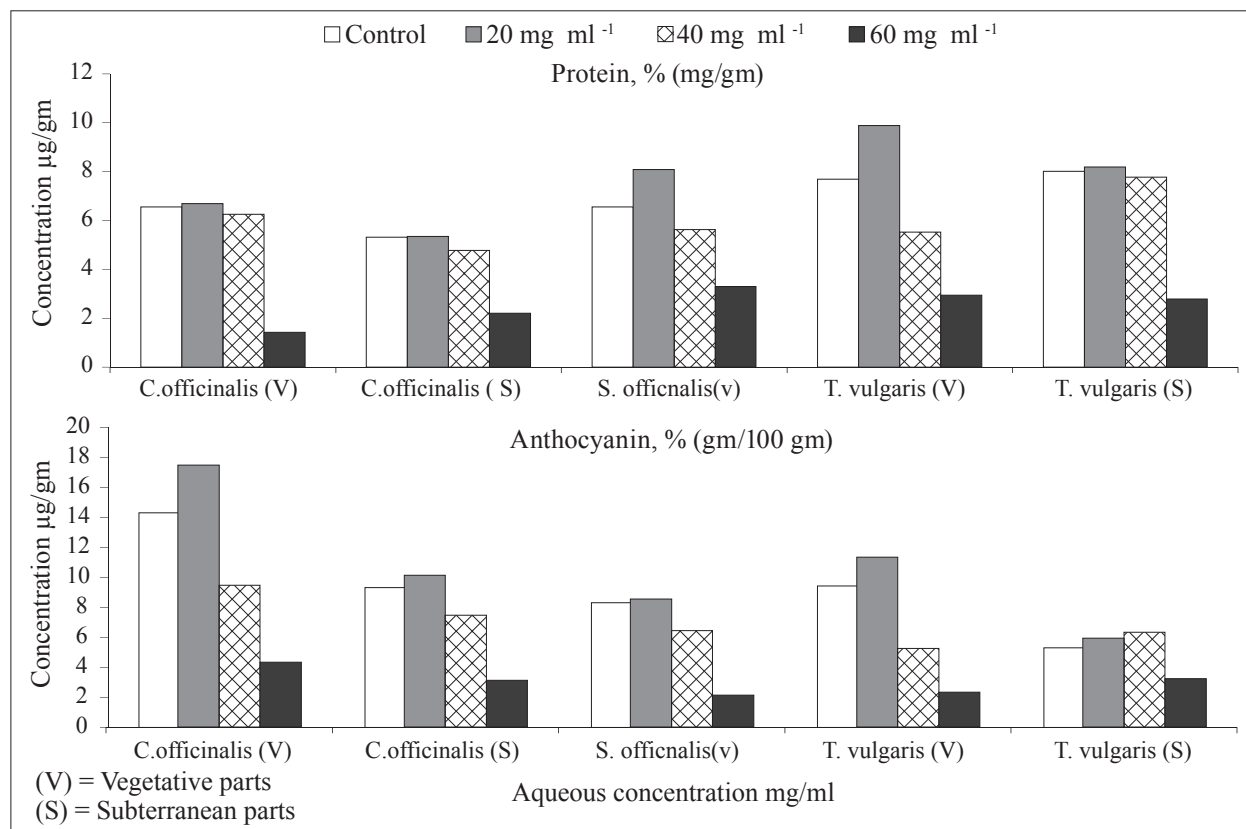 Control 20 mg ml -1 40 mg ml -1 60 mg ml -1
Protein, % (mg/gm)
Concentration µg/gm
12
10
8
6
4
2
0
C.officinalis (V) C.officinalis ( S) S. officnalis(v) T. vulgaris (V) T. vulgaris (S)
Anthocyanin, % (gm/100 gm)
Concentration µg/gm
20
18
16
14
12
10
8
6
4
2
0
C.officinalis (V) C.officinalis (S) S. officnalis(v) T. vulgaris (V) T. vulgaris (S)
(V) = Vegetative parts
(S) = Subterranean parts
Aqueous concentration mg/ml